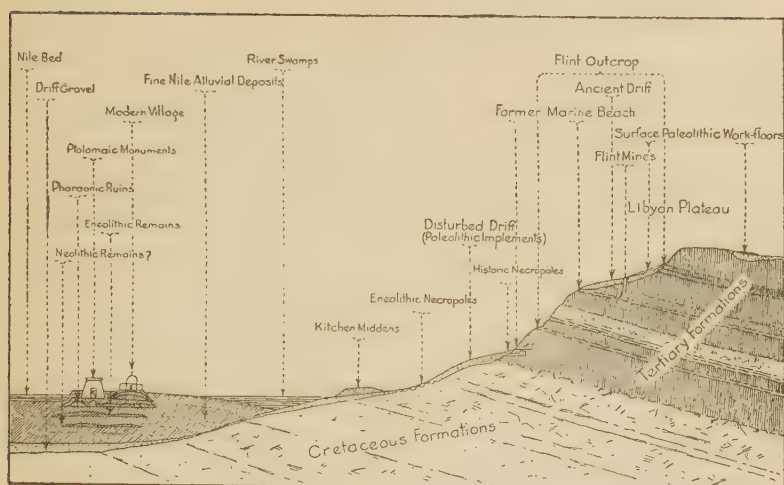 Nile Bed
River Swamps
Flint Outcrop
Drift Gravel
Fine Nile Alluvial Deposits
Ancient Drift
Modern Village
Former Marine Beach
Surface Paleolithic Work-floors
Ptolomaic Monuments
Flint Mines
Pharaonic Ruins
Libyan Plateau
Eneolithic Remains
Disturbed Drift
(Paleolithic Implements)
Neolithic Remains?
Historic Necropoles
Eneolithic Necropoles
Kitchen Middens
Tertiary Formations
Cretaceous Formations